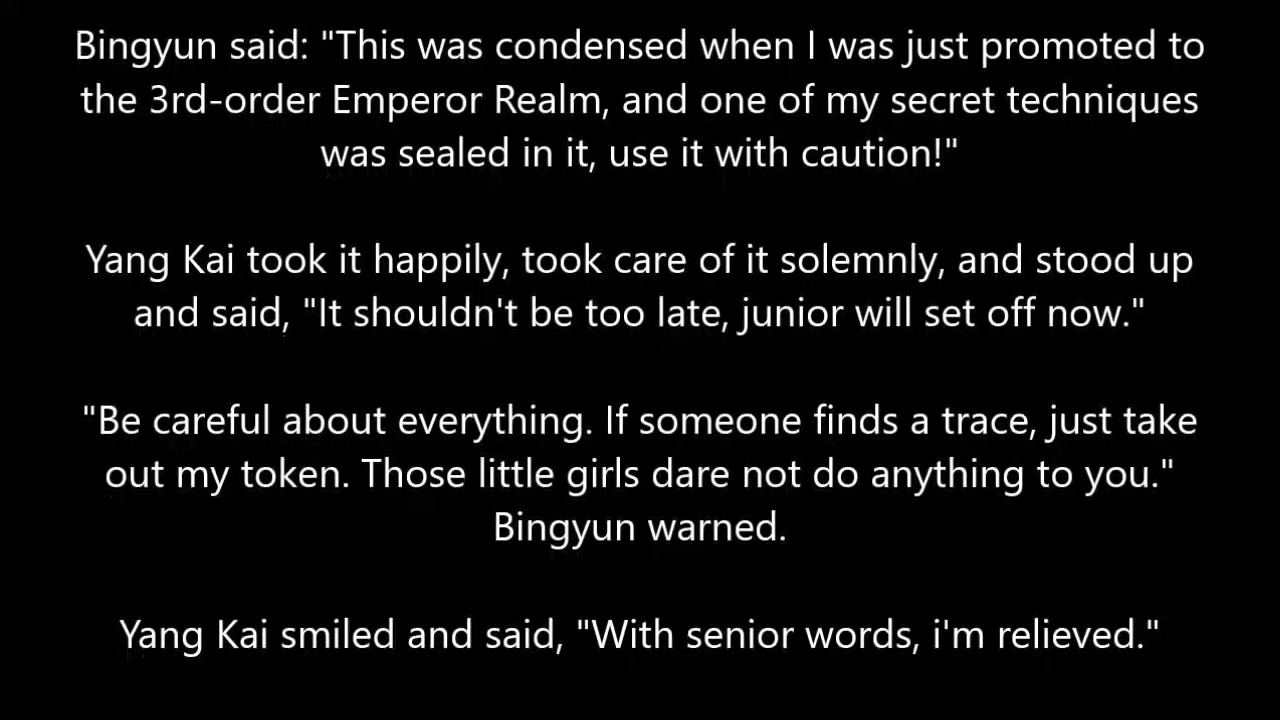 Bingyun said: "This was condensed when I was just promoted to
the 3rd-order Emperor Realm, and one of my secret techniques
was sealed in it, use it with caution!"
Yang Kai took it happily, took care of it solemnly, and stood up
and said, "It shouldn't be too late, junior will set off now."
"Be careful about everything. If someone finds a trace, just take
out my token. Those little girls dare not do anything to you."
Bingyun warned.
Yang Kai smiled and said, "With senior words, i'm relieved."